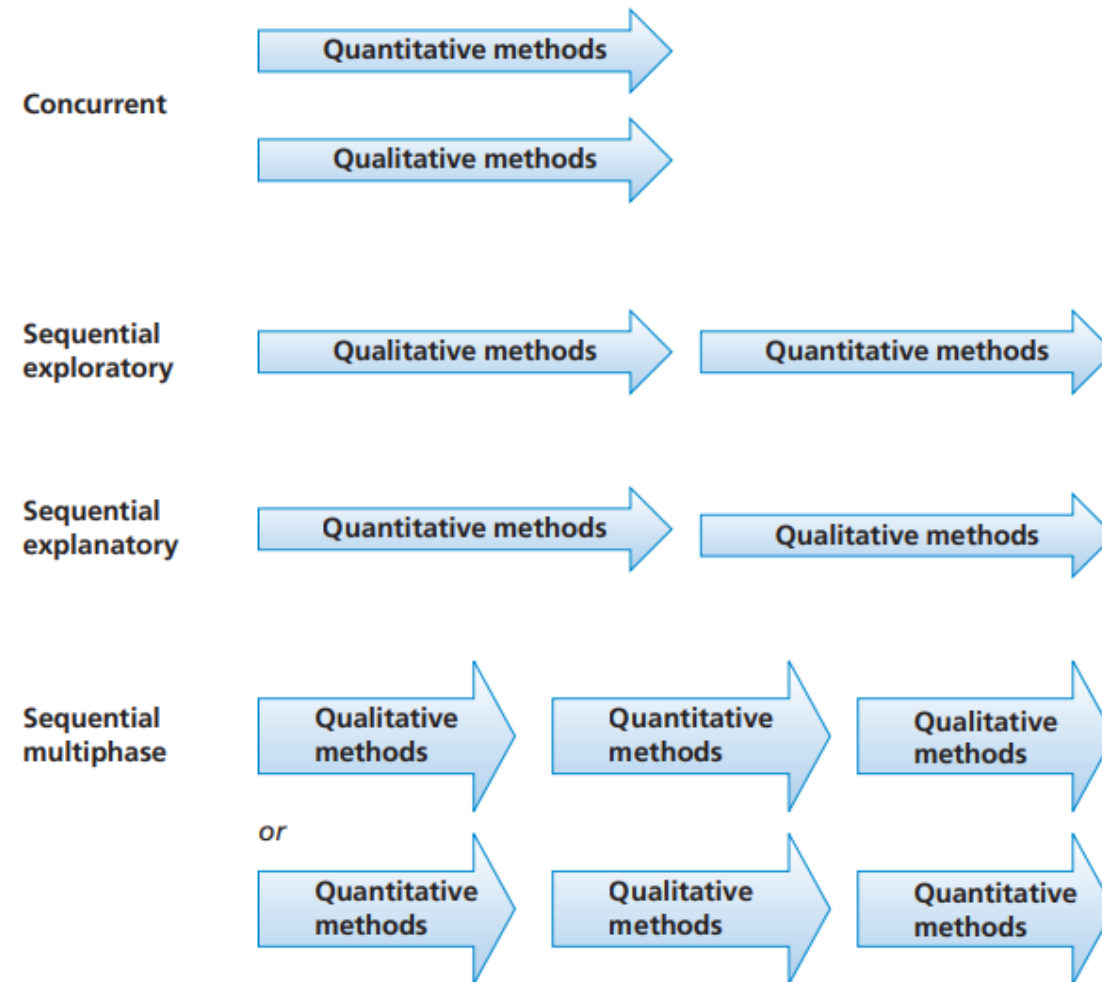 Quantitative methods
Concurrent
Qualitative methods
Sequential
exploratory
Qualitative methods
Quantitative methods
Sequential
explanatory
Quantitative methods
Qualitative methods
Sequential
multiphase
Qualitative
methods
Quantitative
methods
Qualitative
methods
or
Quantitative
methods
Qualitative
methods
Quantitative
methods